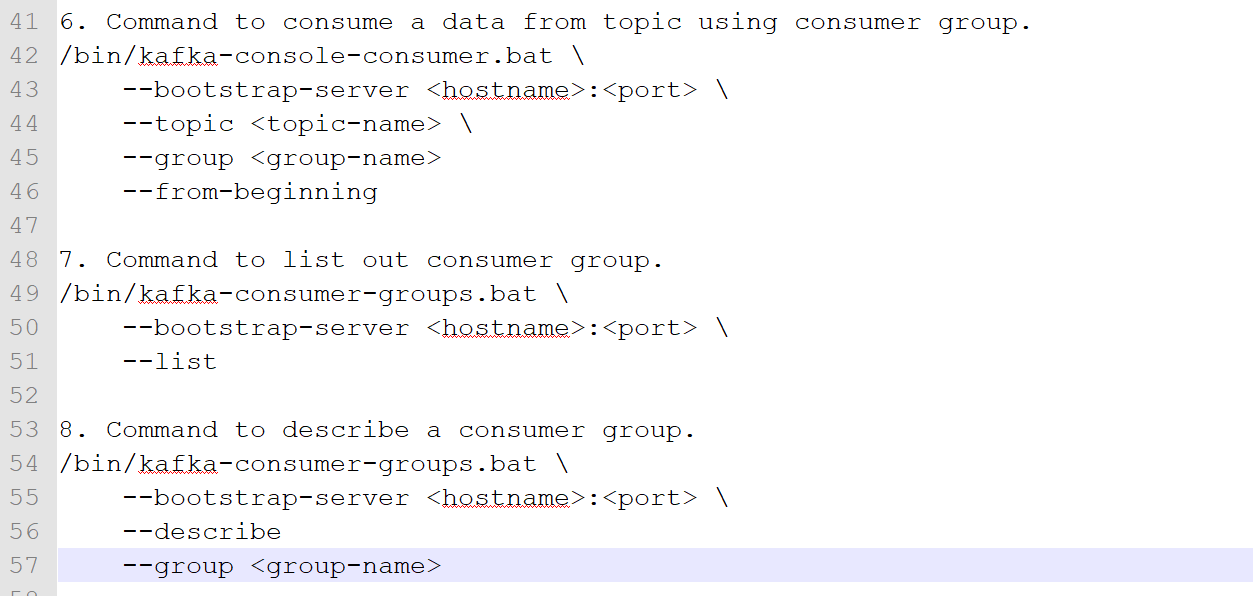 41 6. Command to consume a data from topic using consumer group.
42 /bin/kafka-console-consumer.bat \
43     --bootstrap-server <hostname>:<port> \
44     --topic <topic-name> \
45     --group <group-name>
46     --from-beginning
47
48 7. Command to list out consumer group.
49 /bin/kafka-consumer-groups.bat \
50     --bootstrap-server <hostname>:<port> \
51     --list
52
53 8. Command to describe a consumer group.
54 /bin/kafka-consumer-groups.bat \
55     --bootstrap-server <hostname>:<port> \
56     --describe
57     --group <group-name>